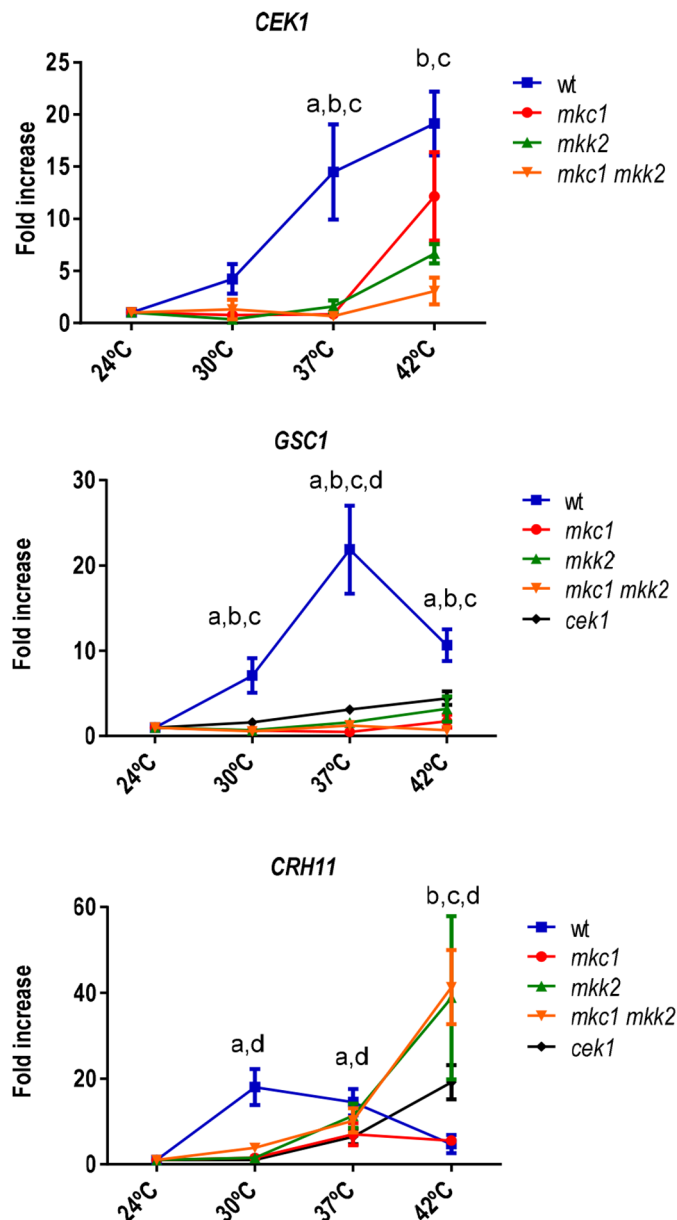 CEK1
Fold increase
25
20
15
10
5
0
a,b,c
b,c
24ºC
30ºC
37ºC
42ºC
wt
mkc1
mkk2
mkc1 mkk2
GSC1
Fold increase
30
20
10
0
a,b,c
a,b,c,d
a,b,c
24ºC
30ºC
37ºC
42ºC
wt
mkc1
mkk2
mkc1 mkk2
cek1
CRH11
Fold increase
60
40
20
0
a,d
a,d
b,c,d
24ºC
30ºC
37ºC
42ºC
wt
mkc1
mkk2
mkc1 mkk2
cek1